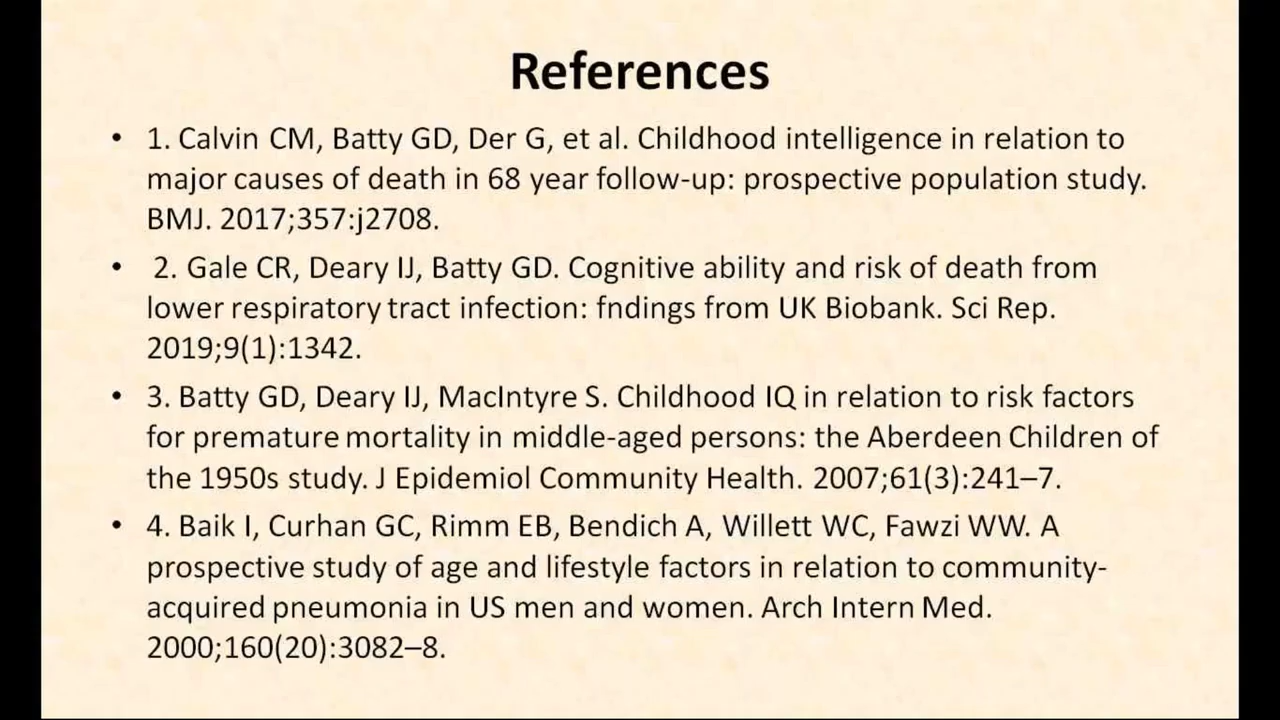 References
• 1. Calvin CM, Batty GD, Der G, et al. Childhood intelligence in relation to
major causes of death in 68 year follow-up: prospective population study.
BMJ. 2017;357:j2708.
• 2. Gale CR, Deary IJ, Batty GD. Cognitive ability and risk of death from
lower respiratory tract infection: fndings from UK Biobank. Sci Rep.
2019;9(1):1342.
• 3. Batty GD, Deary IJ, MacIntyre S. Childhood IQ in relation to risk factors
for premature mortality in middle-aged persons: the Aberdeen Children of
the 1950s study. J Epidemiol Community Health. 2007;61(3):241–7.
• 4. Baik I, Curhan GC, Rimm EB, Bendich A, Willett WC, Fawzi WW. A
prospective study of age and lifestyle factors in relation to community-
acquired pneumonia in US men and women. Arch Intern Med.
2000;160(20):3082–8.